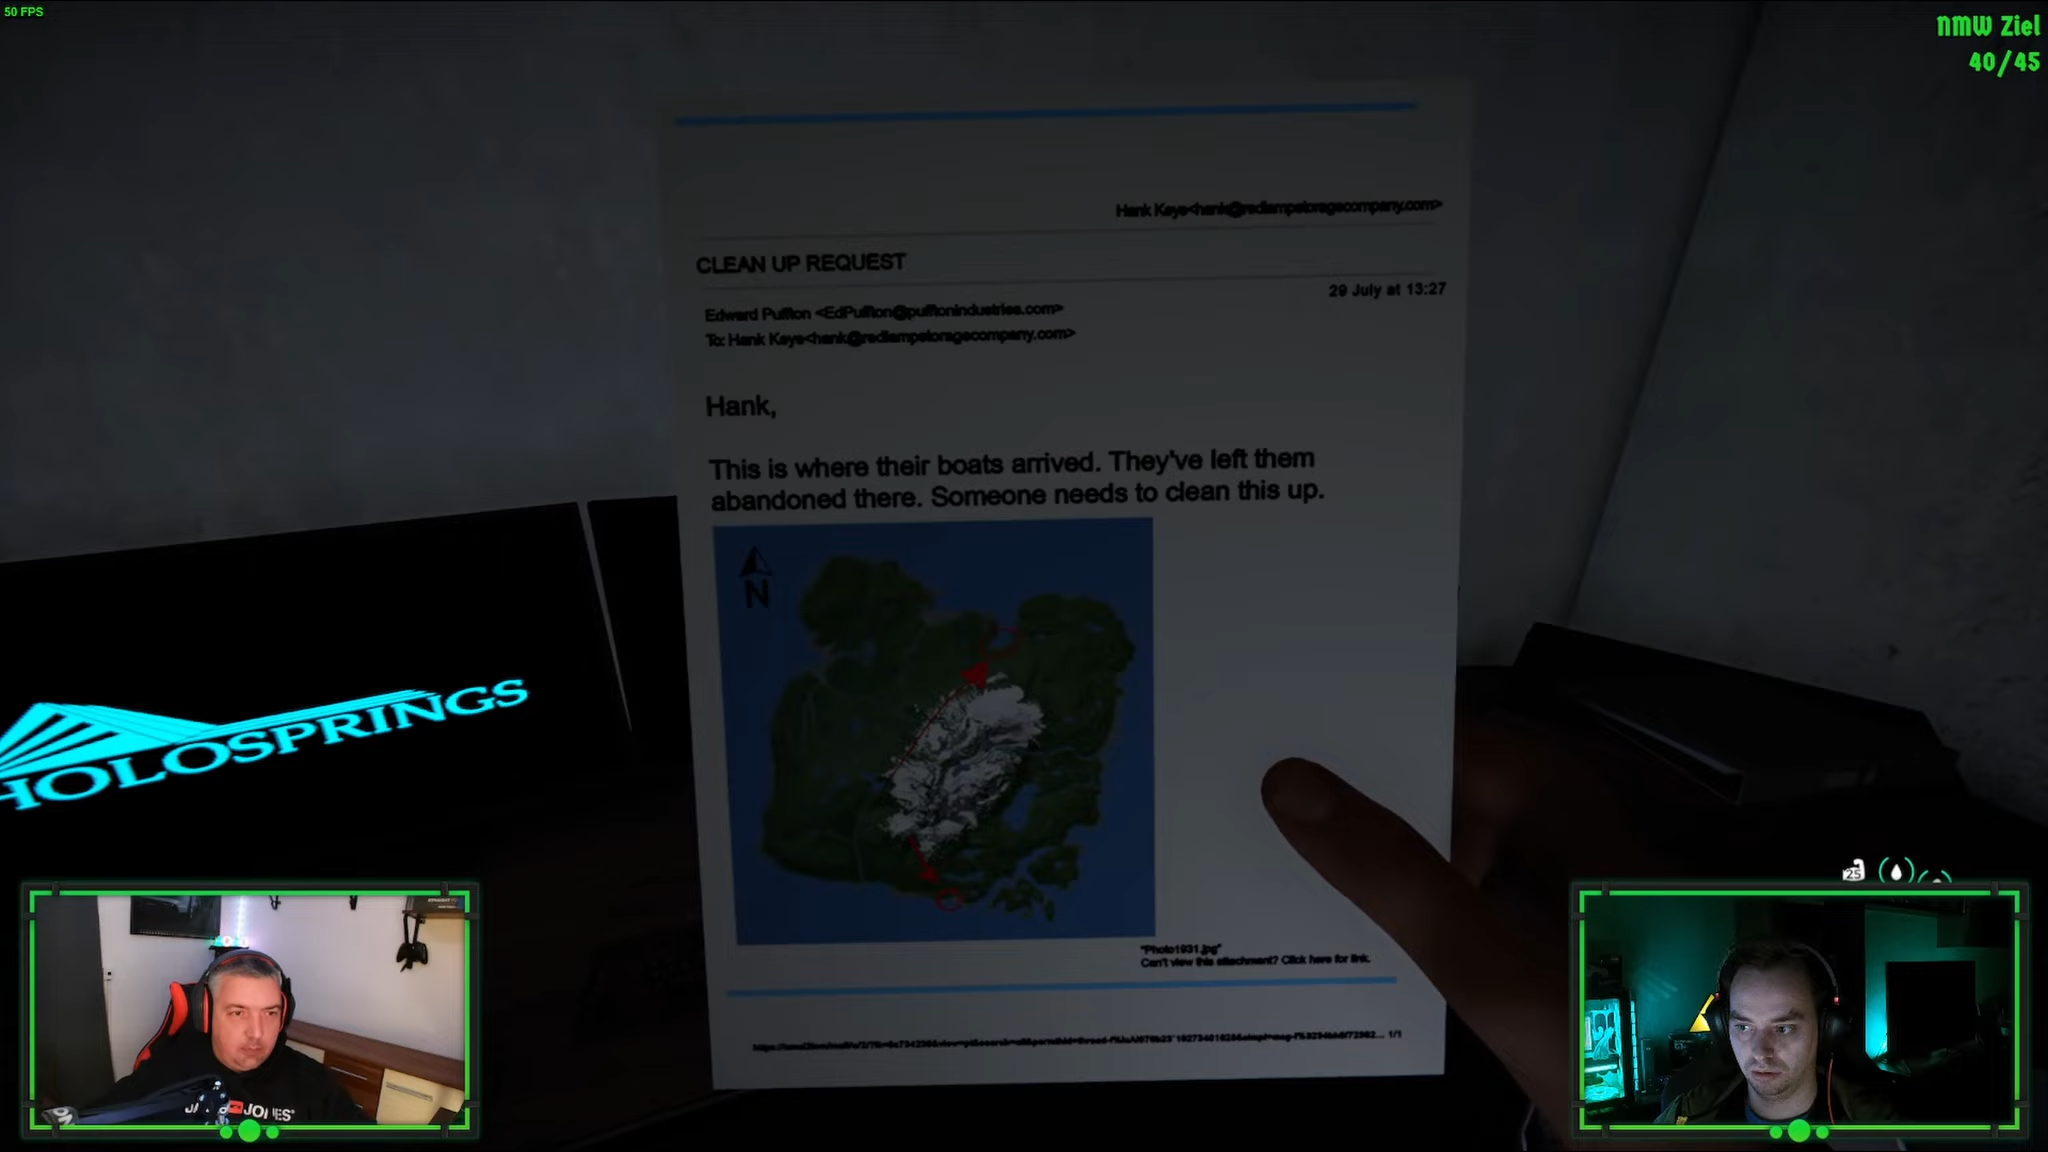 50 FPS
NMW Ziel
40/45
Hank Keys<hank@redlampstoragecompany.com>
CLEAN UP REQUEST
29 July at 13:27
Edward Puffton <EdPuffton@pufftonindustries.com>
To: Hank Keys<hank@redlampstoragecompany.com>
Hank,
This is where their boats arrived. They've left them
abandoned there. Someone needs to clean this up.
N
HOLOSPRINGS
"Photo1931.jpg"
Can't view this attachment? Click here for link.
1/1
25
JONES